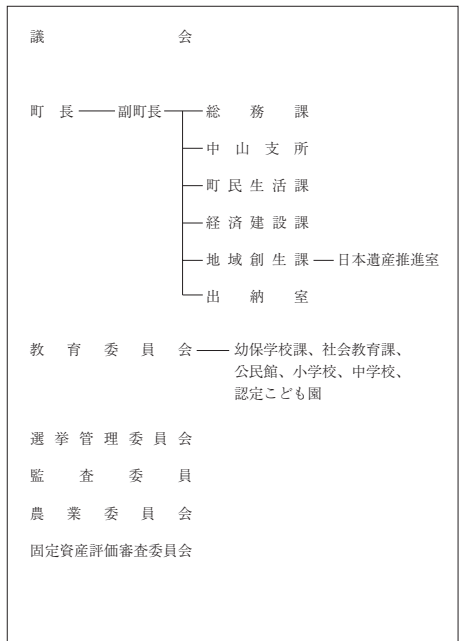 議会
町長 副町長 総務課
中山支所
町民生活課
経済建設課
地域創生課 日本遺産推進室
出納室
教育委員会 幼保学校課、社会教育課、
公民館、小学校、中学校、
認定こども園
選挙管理委員会
監査委員
農業委員会
固定資産評価審査委員会